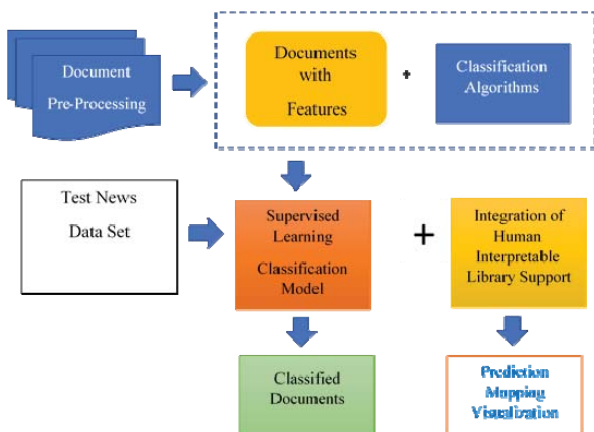 Document
Pre-Processing
Documents
with
Features
+
Classification
Algorithms
Test News
Data Set
Supervised
Learning
Classification
Model
+
Integration of
Human
Interpretable
Library Support
Classified
Documents
Prediction
Mapping
Visualization